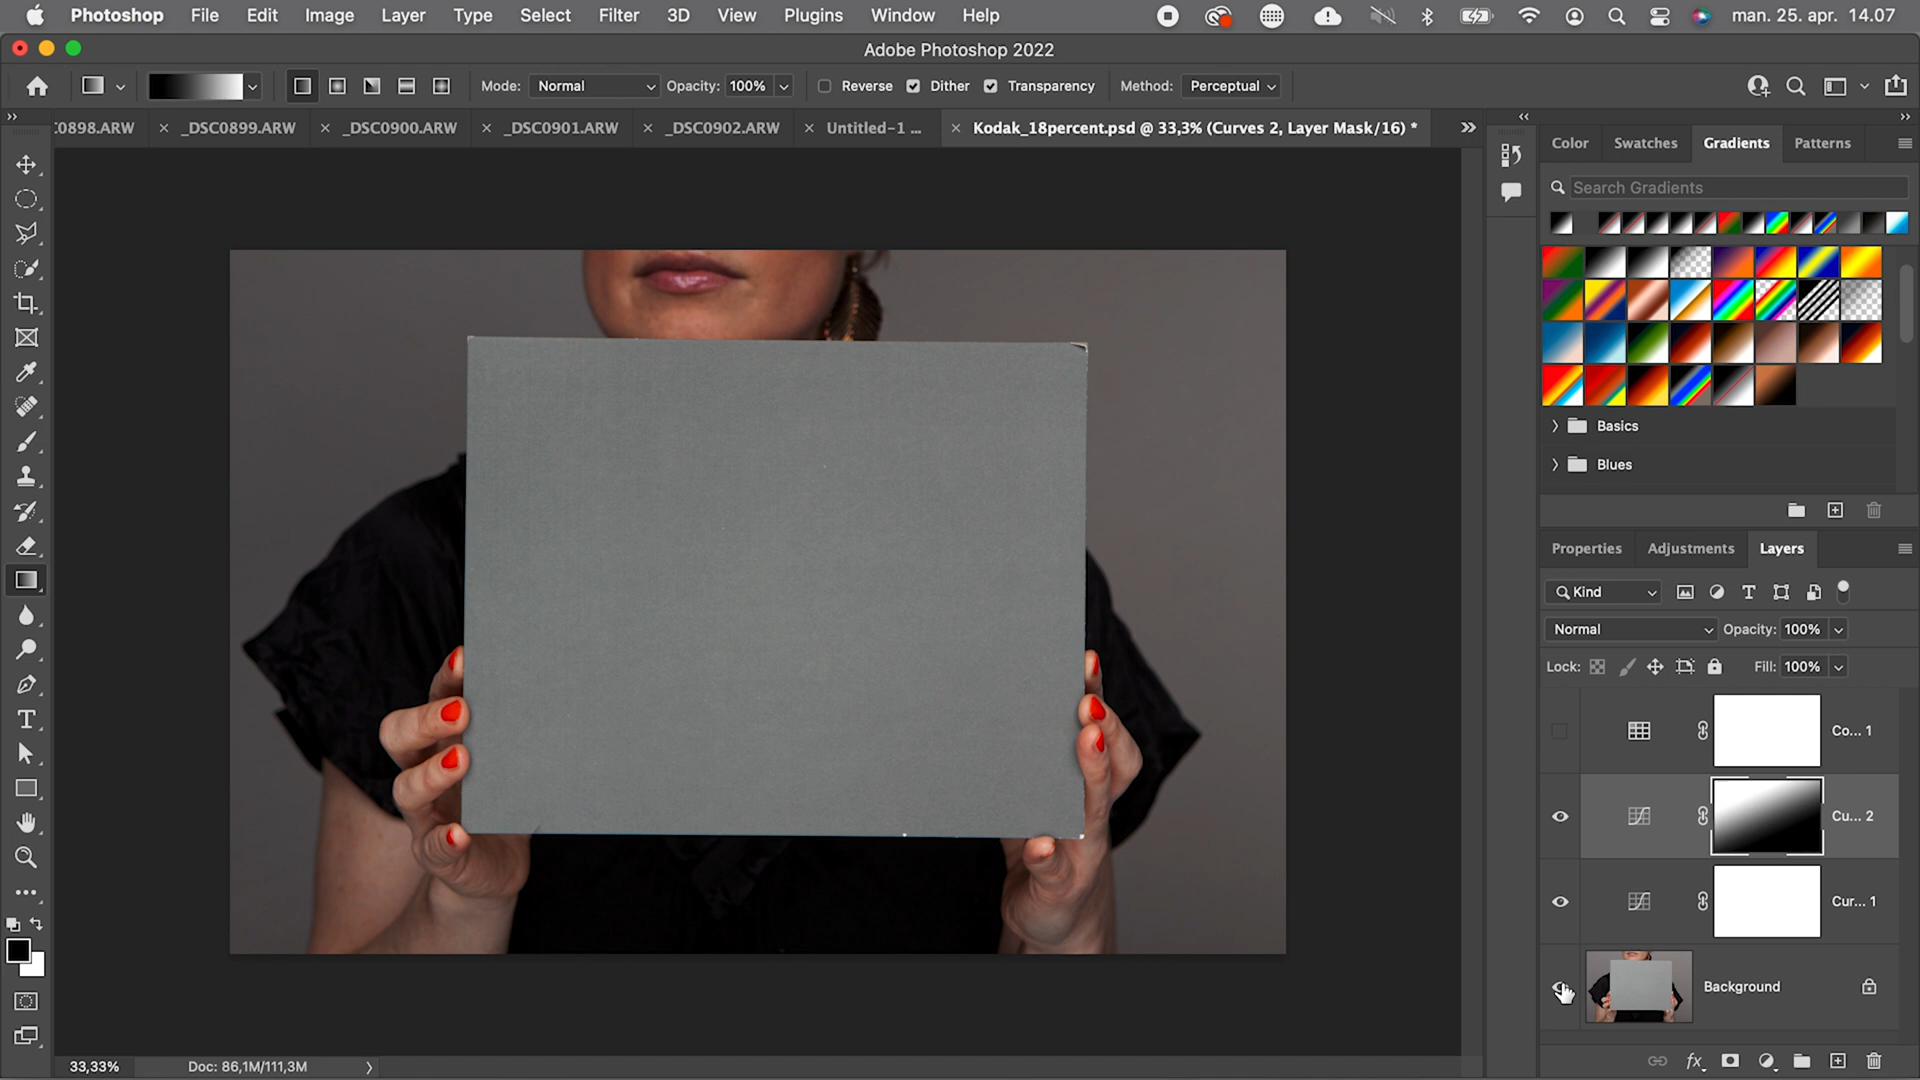 Photoshop File Edit Image Layer Type Select Filter 3D View Plugins Window Help man. 25. apr. 14.07
Adobe Photoshop 2022
Mode: Normal Opacity: 100% Reverse Dither Transparency Method: Perceptual
C0898.ARW _DSC0899.ARW _DSC0900.ARW _DSC0901.ARW _DSC0902.ARW Untitled-1 ... Kodak_18percent.psd @ 33,3% (Curves 2, Layer Mask/16) *
Color Swatches Gradients Patterns
Search Gradients
Basics
Blues
Properties Adjustments Layers
Kind
Normal Opacity: 100%
Lock: Fill: 100%
Co... 1
Cu... 2
Cur... 1
Background
33,33% Doc: 86,1M/111,3M
fx